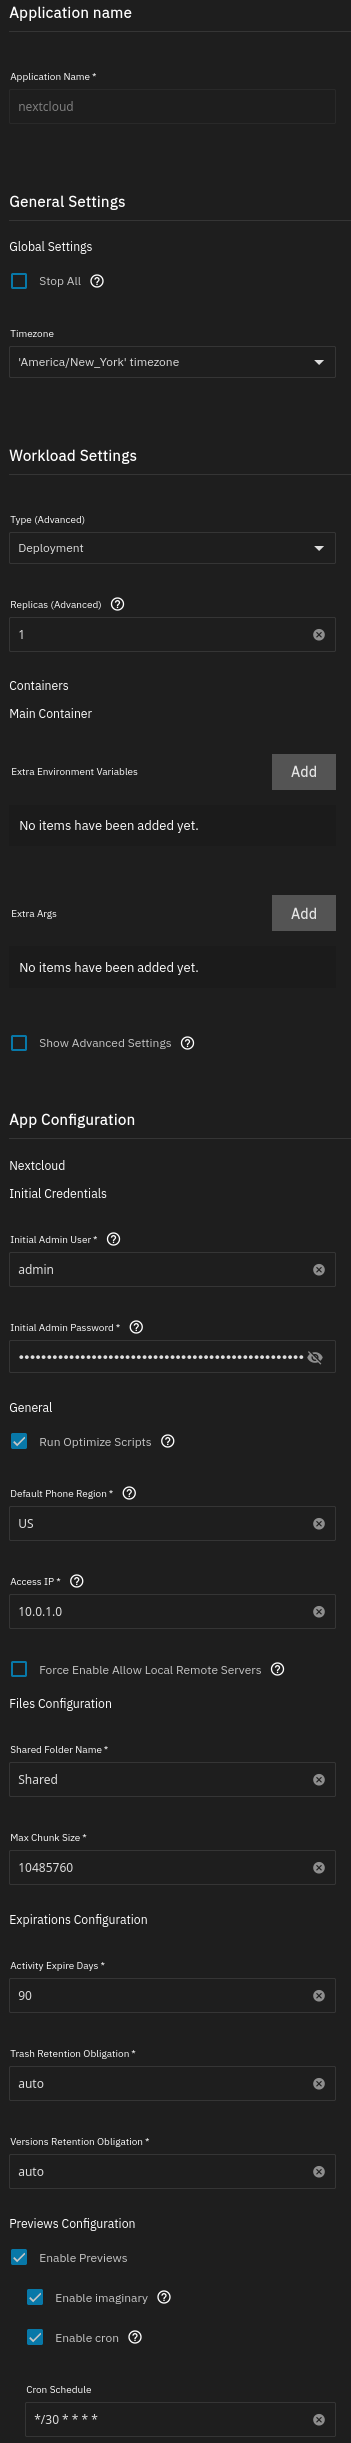 Application name
Application Name *
nextcloud
General Settings
Global Settings
Stop All
Timezone
'America/New_York' timezone
Workload Settings
Type (Advanced)
Deployment
Replicas (Advanced)
1
Containers
Main Container
Extra Environment Variables
Add
No items have been added yet.
Extra Args
Add
No items have been added yet.
Show Advanced Settings
App Configuration
Nextcloud
Initial Credentials
Initial Admin User *
admin
Initial Admin Password *
General
Run Optimize Scripts
Default Phone Region *
US
Access IP *
10.0.1.0
Force Enable Allow Local Remote Servers
Files Configuration
Shared Folder Name *
Shared
Max Chunk Size *
10485760
Expirations Configuration
Activity Expire Days *
90
Trash Retention Obligation *
auto
Versions Retention Obligation *
auto
Previews Configuration
Enable Previews
Enable imaginary
Enable cron
Cron Schedule
*/30 * * * *